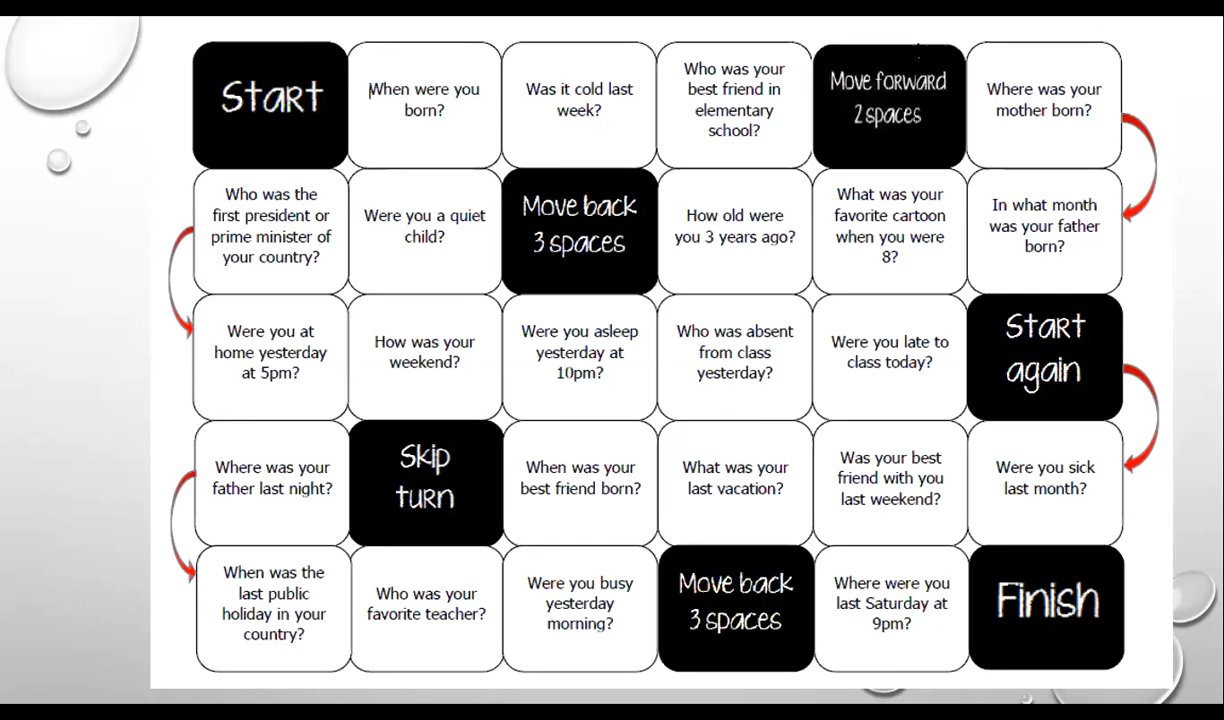 Start
When were you
born?
Was it cold last
week?
Who was your
best friend in
elementary
school?
Move forward
2 spaces
Where was your
mother born?
Who was the
first president or
prime minister of
your country?
Were you a quiet
child?
Move back
3 spaces
How old were
you 3 years ago?
What was your
favorite cartoon
when you were
8?
In what month
was your father
born?
Were you at
home yesterday
at 5pm?
How was your
weekend?
Were you asleep
yesterday at
10pm?
Who was absent
from class
yesterday?
Were you late to
class today?
Start
again
Where was your
father last night?
Skip
turn
When was your
best friend born?
What was your
last vacation?
Was your best
friend with you
last weekend?
Were you sick
last month?
When was the
last public
holiday in your
country?
Who was your
favorite teacher?
Were you busy
yesterday
morning?
Move back
3 spaces
Where were you
last Saturday at
9pm?
Finish